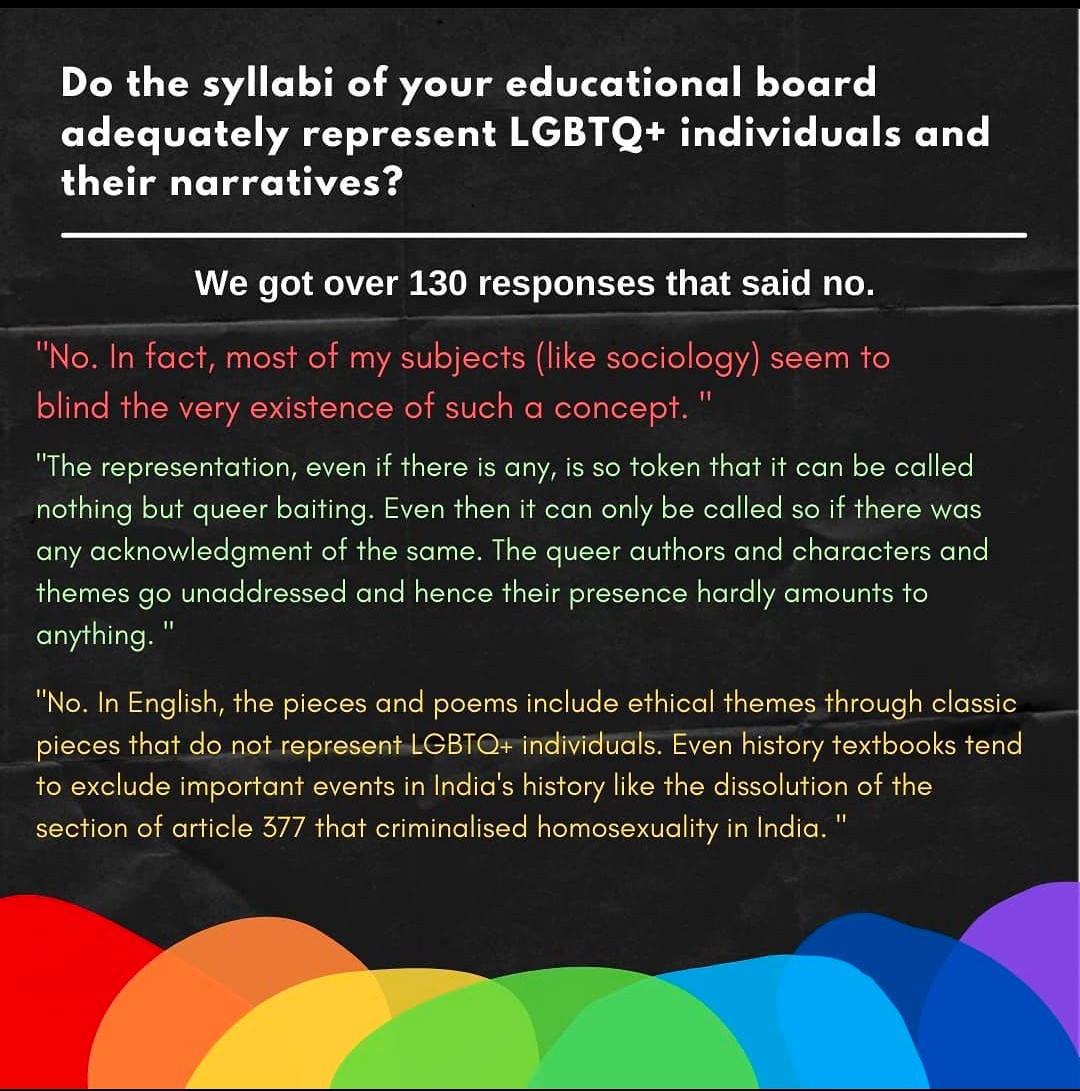 Do the syllabi of your educational board
adequately represent LGBTQ+ individuals and
their narratives?
We got over 130 responses that said no.
"No. In fact, most of my subjects (like sociology) seem to
blind the very existence of such a concept. "
"The representation, even if there is any, is so token that it can be called
nothing but queer baiting. Even then it can only be called so if there was
any acknowledgment of the same. The queer authors and characters and
themes go unaddressed and hence their presence hardly amounts to
anything. "
"No. In English, the pieces and poems include ethical themes through classic
pieces that do not represent LGBTQ+ individuals. Even history textbooks tend
to exclude important events in India's history like the dissolution of the
section of article 377 that criminalised homosexuality in India. "